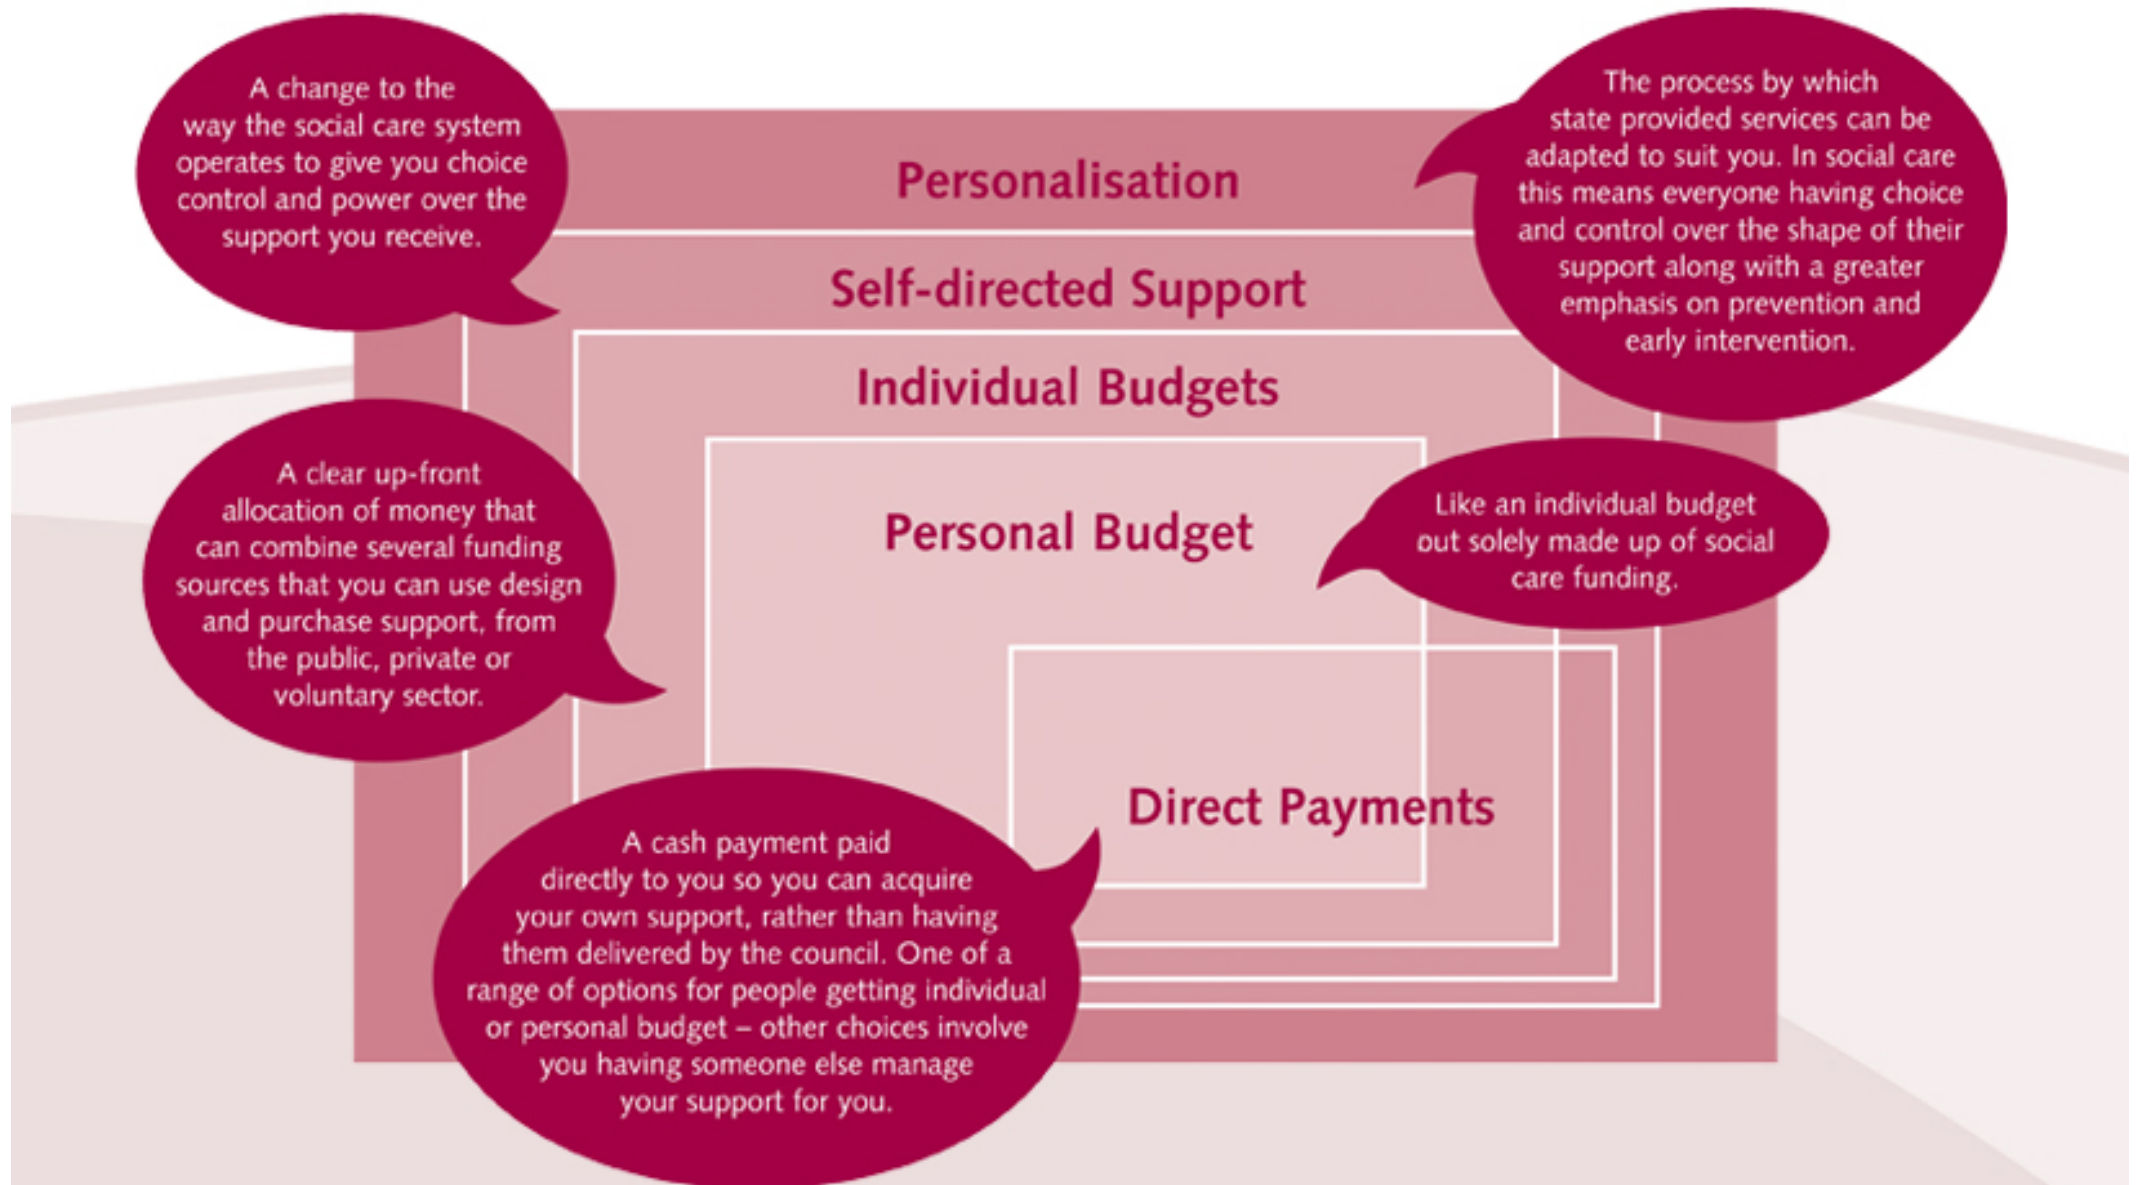 A change to the
way the social care system
operates to give you choice
control and power over the
support you receive.
The process by which
state provided services can be
adapted to suit you. In social care
this means everyone having choice
and control over the shape of their
support along with a greater
emphasis on prevention and
early intervention.
Personalisation
Self-directed Support
Individual Budgets
A clear up-front
allocation of money that
can combine several funding
sources that you can use design
and purchase support, from
the public, private or
voluntary sector.
Personal Budget
Like an individual budget
out solely made up of social
care funding.
Direct Payments
A cash payment paid
directly to you so you can acquire
your own support, rather than having
them delivered by the council. One of a
range of options for people getting individual
or personal budget – other choices involve
you having someone else manage
your support for you.